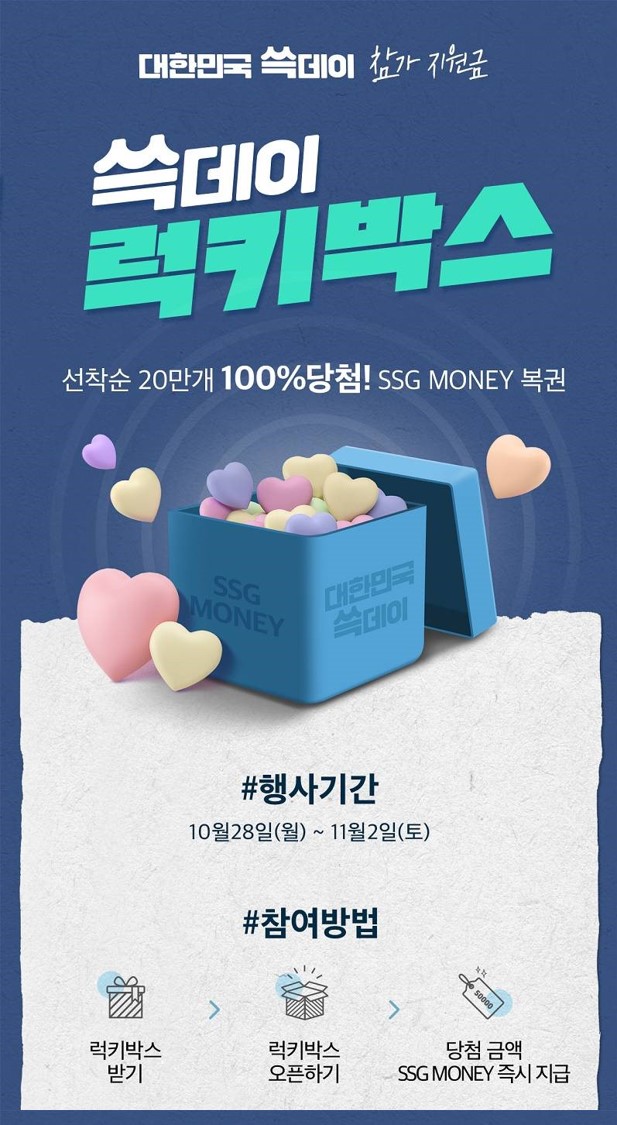 대한민국 쓱데이 참가 지원금
쓱데이
럭키박스
선착순 20만개 100%당첨! SSG MONEY 복권
SSG
MONEY
대한민국
쓱데이
#행사기간
10월28일(월) ~ 11월2일(토)
#참여방법
50000
럭키박스
받기
럭키박스
오픈하기
당첨 금액
SSG MONEY 즉시 지급